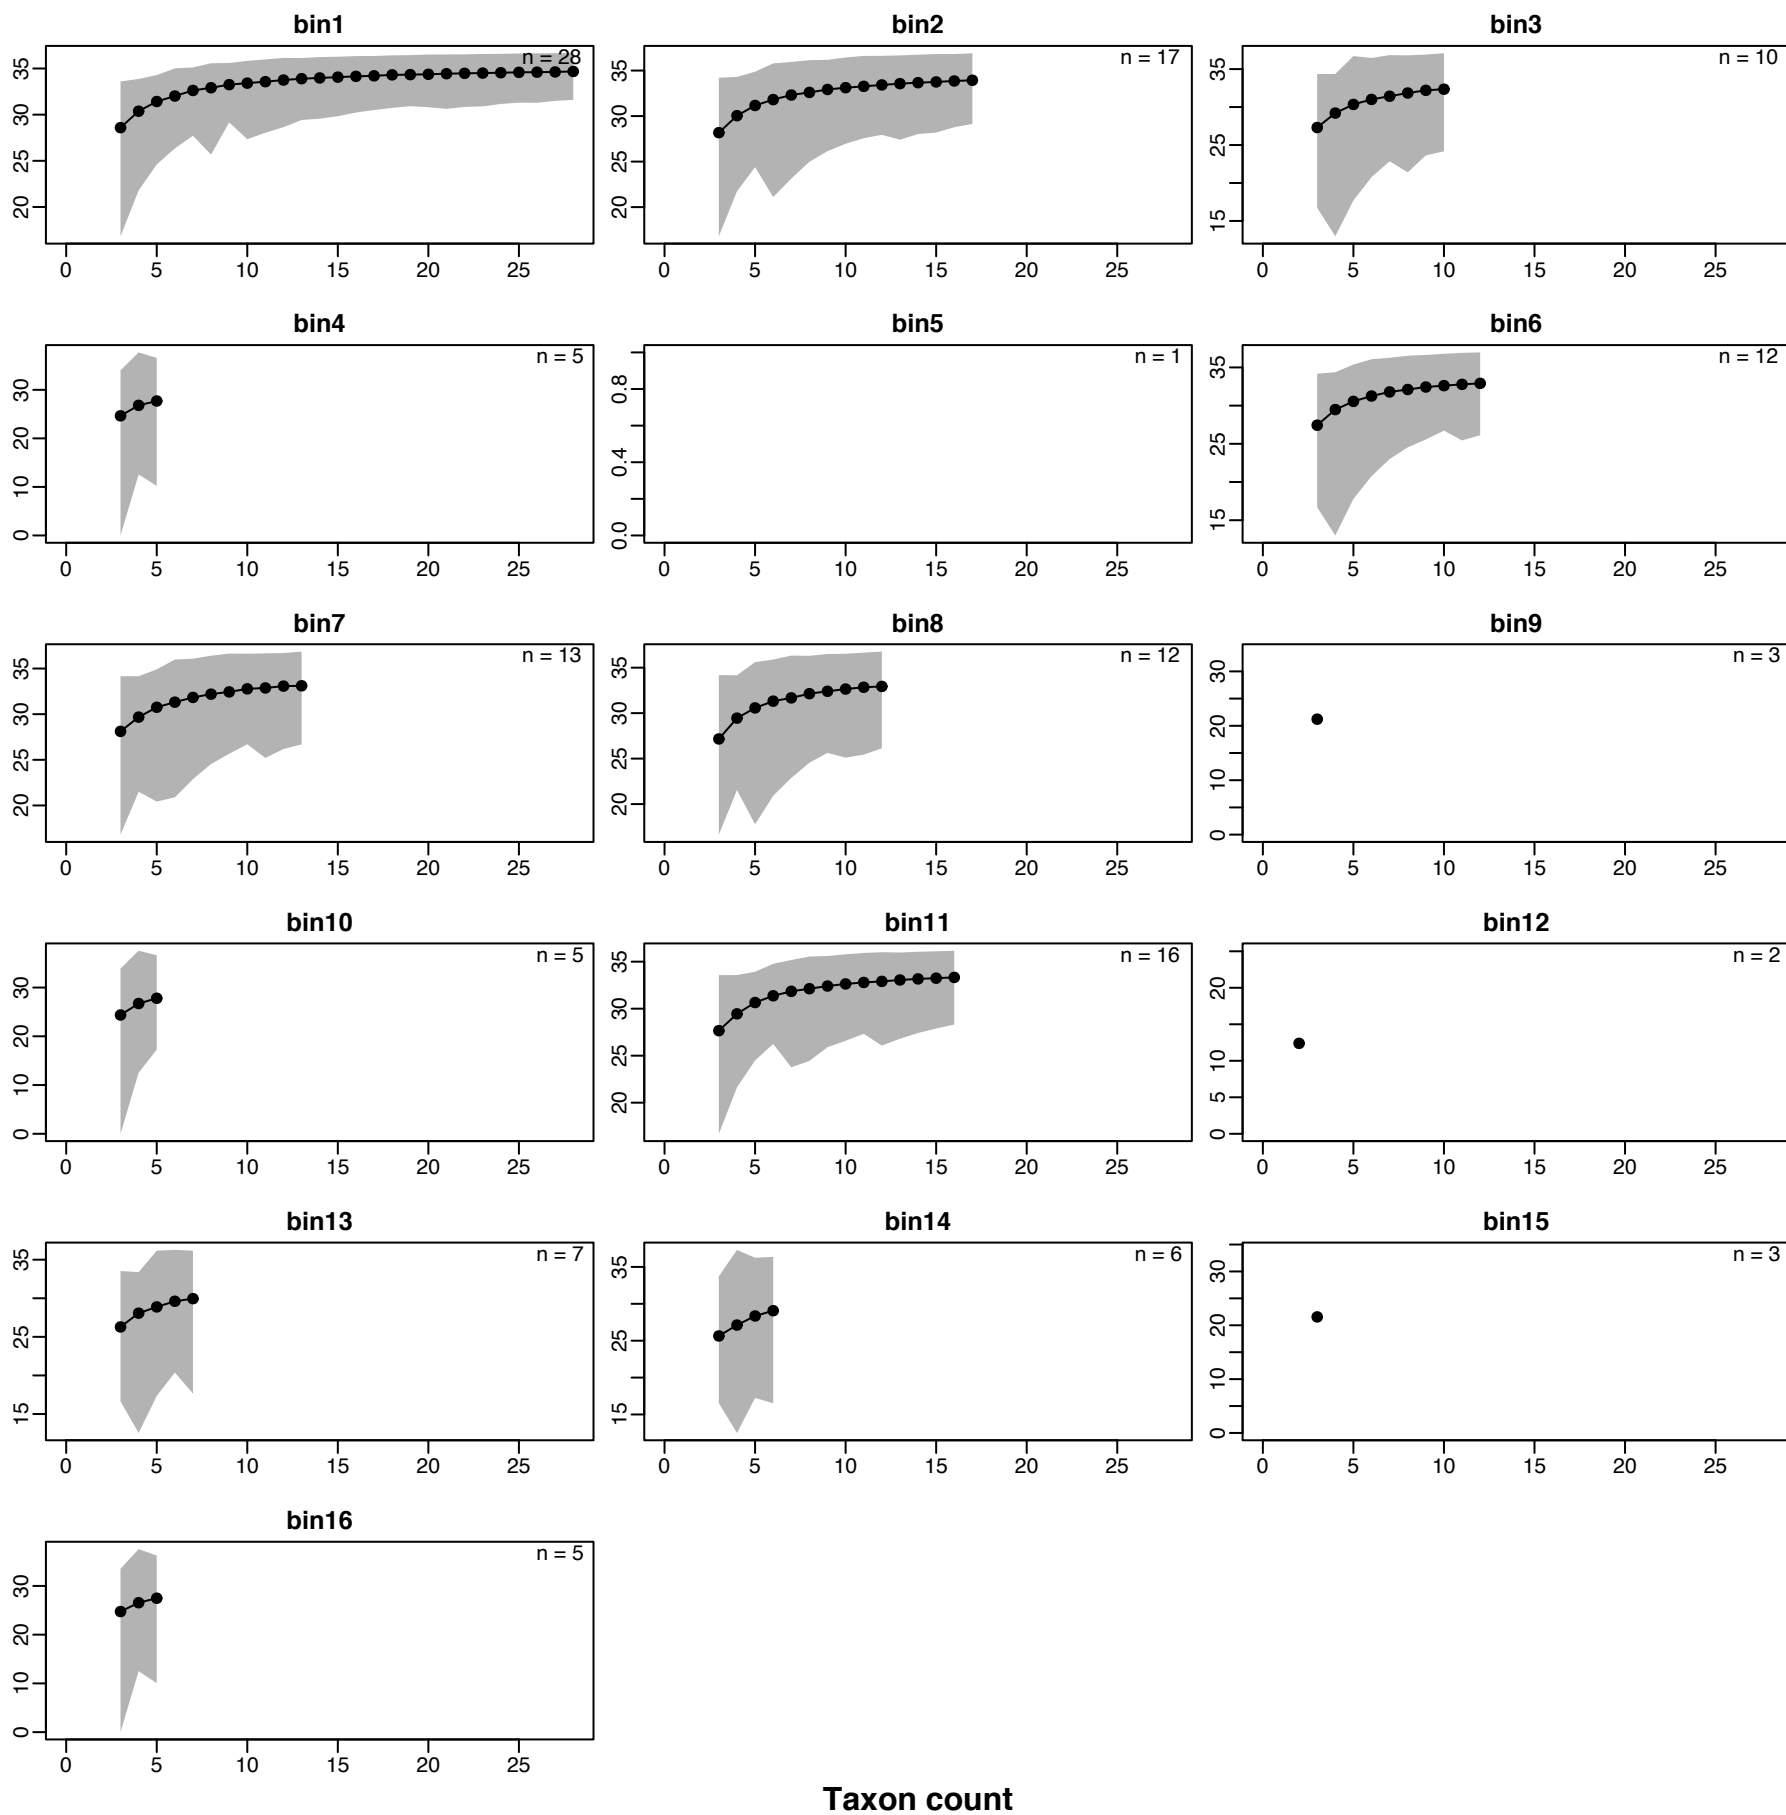 bin1
n = 28
20 25 30 35
0 5 10 15 20 25
bin2
n = 17
20 25 30 35
0 5 10 15 20 25
bin3
n = 10
15 25 35
0 5 10 15 20 25
bin4
n = 5
0 10 20 30
0 5 10 15 20 25
bin5
n = 1
0.0 0.4 0.8
0 5 10 15 20 25
bin6
n = 12
15 25 35
0 5 10 15 20 25
bin7
n = 13
20 25 30 35
0 5 10 15 20 25
bin8
n = 12
20 25 30 35
0 5 10 15 20 25
bin9
n = 3
0 10 20 30
0 5 10 15 20 25
bin10
n = 5
0 10 20 30
0 5 10 15 20 25
bin11
n = 16
20 25 30 35
0 5 10 15 20 25
bin12
n = 2
0 5 10 20
0 5 10 15 20 25
bin13
n = 7
15 25 35
0 5 10 15 20 25
bin14
n = 6
15 25 35
0 5 10 15 20 25
bin15
n = 3
0 10 20 30
0 5 10 15 20 25
bin16
n = 5
0 10 20 30
0 5 10 15 20 25
Taxon count